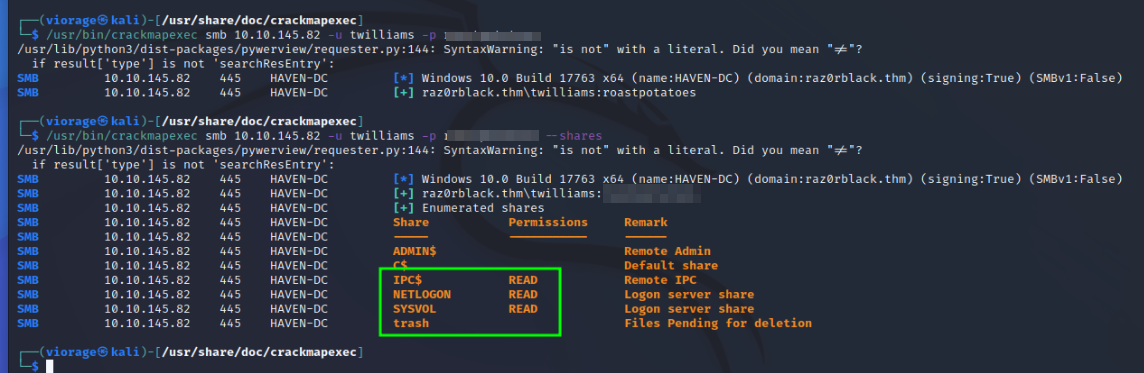 ┌──(viorage㉿kali)-[/usr/share/doc/crackmapexec]
└─$ /usr/bin/crackmapexec smb 10.10.145.82 -u twilliams -p
/usr/lib/python3/dist-packages/pywerview/requester.py:144: SyntaxWarning: "is not" with a literal. Did you mean "≠"?
if result['type'] is not 'searchResEntry':
SMB 10.10.145.82 445 HAVEN-DC [*] Windows 10.0 Build 17763 x64 (name:HAVEN-DC) (domain:raz0rblack.thm) (signing:True) (SMBv1:False)
SMB 10.10.145.82 445 HAVEN-DC [+] raz0rblack.thm\twilliams:roastpotatoes
┌──(viorage㉿kali)-[/usr/share/doc/crackmapexec]
└─$ /usr/bin/crackmapexec smb 10.10.145.82 -u twilliams -p --shares
/usr/lib/python3/dist-packages/pywerview/requester.py:144: SyntaxWarning: "is not" with a literal. Did you mean "≠"?
if result['type'] is not 'searchResEntry':
SMB 10.10.145.82 445 HAVEN-DC [*] Windows 10.0 Build 17763 x64 (name:HAVEN-DC) (domain:raz0rblack.thm) (signing:True) (SMBv1:False)
SMB 10.10.145.82 445 HAVEN-DC [+] raz0rblack.thm\twilliams:
SMB 10.10.145.82 445 HAVEN-DC [+] Enumerated shares
SMB 10.10.145.82 445 HAVEN-DC Share Permissions Remark
SMB 10.10.145.82 445 HAVEN-DC ----- ----------- ------
SMB 10.10.145.82 445 HAVEN-DC ADMIN$ Remote Admin
SMB 10.10.145.82 445 HAVEN-DC C$ Default share
SMB 10.10.145.82 445 HAVEN-DC IPC$ READ Remote IPC
SMB 10.10.145.82 445 HAVEN-DC NETLOGON READ Logon server share
SMB 10.10.145.82 445 HAVEN-DC SYSVOL READ Logon server share
SMB 10.10.145.82 445 HAVEN-DC trash Files Pending for deletion
┌──(viorage㉿kali)-[/usr/share/doc/crackmapexec]
└─$